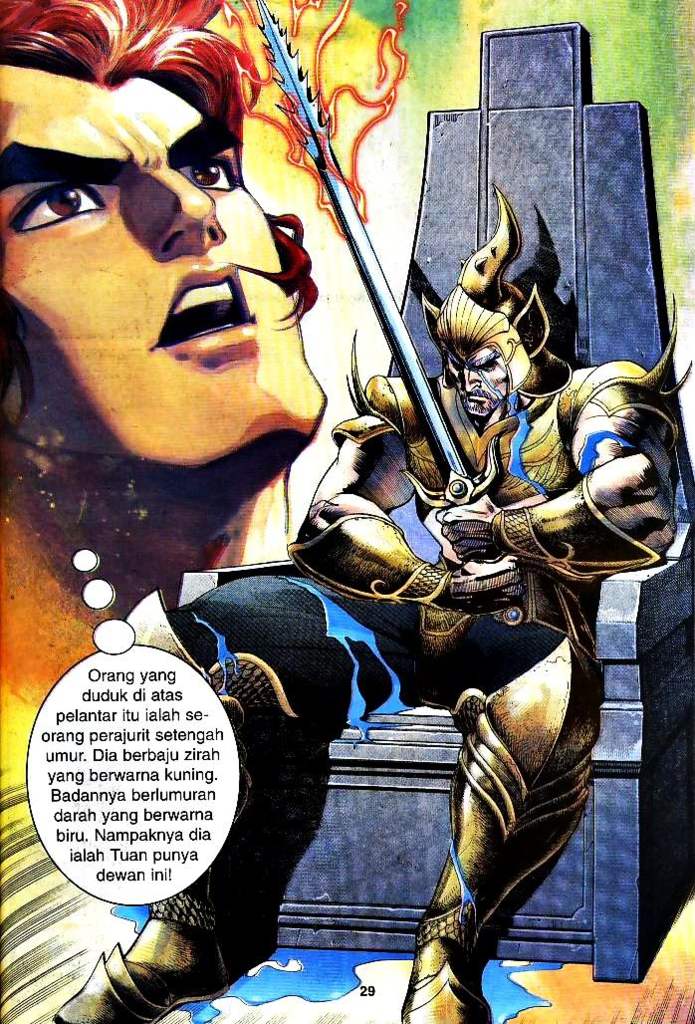 Orang yang
duduk di atas
pelantar itu ialah se-
orang perajurit setengah
umur. Dia berbaju zirah
yang berwarna kuning.
Badannya berlumuran
darah yang berwarna
biru. Nampaknya dia
ialah Tuan punya
dewan ini!
29